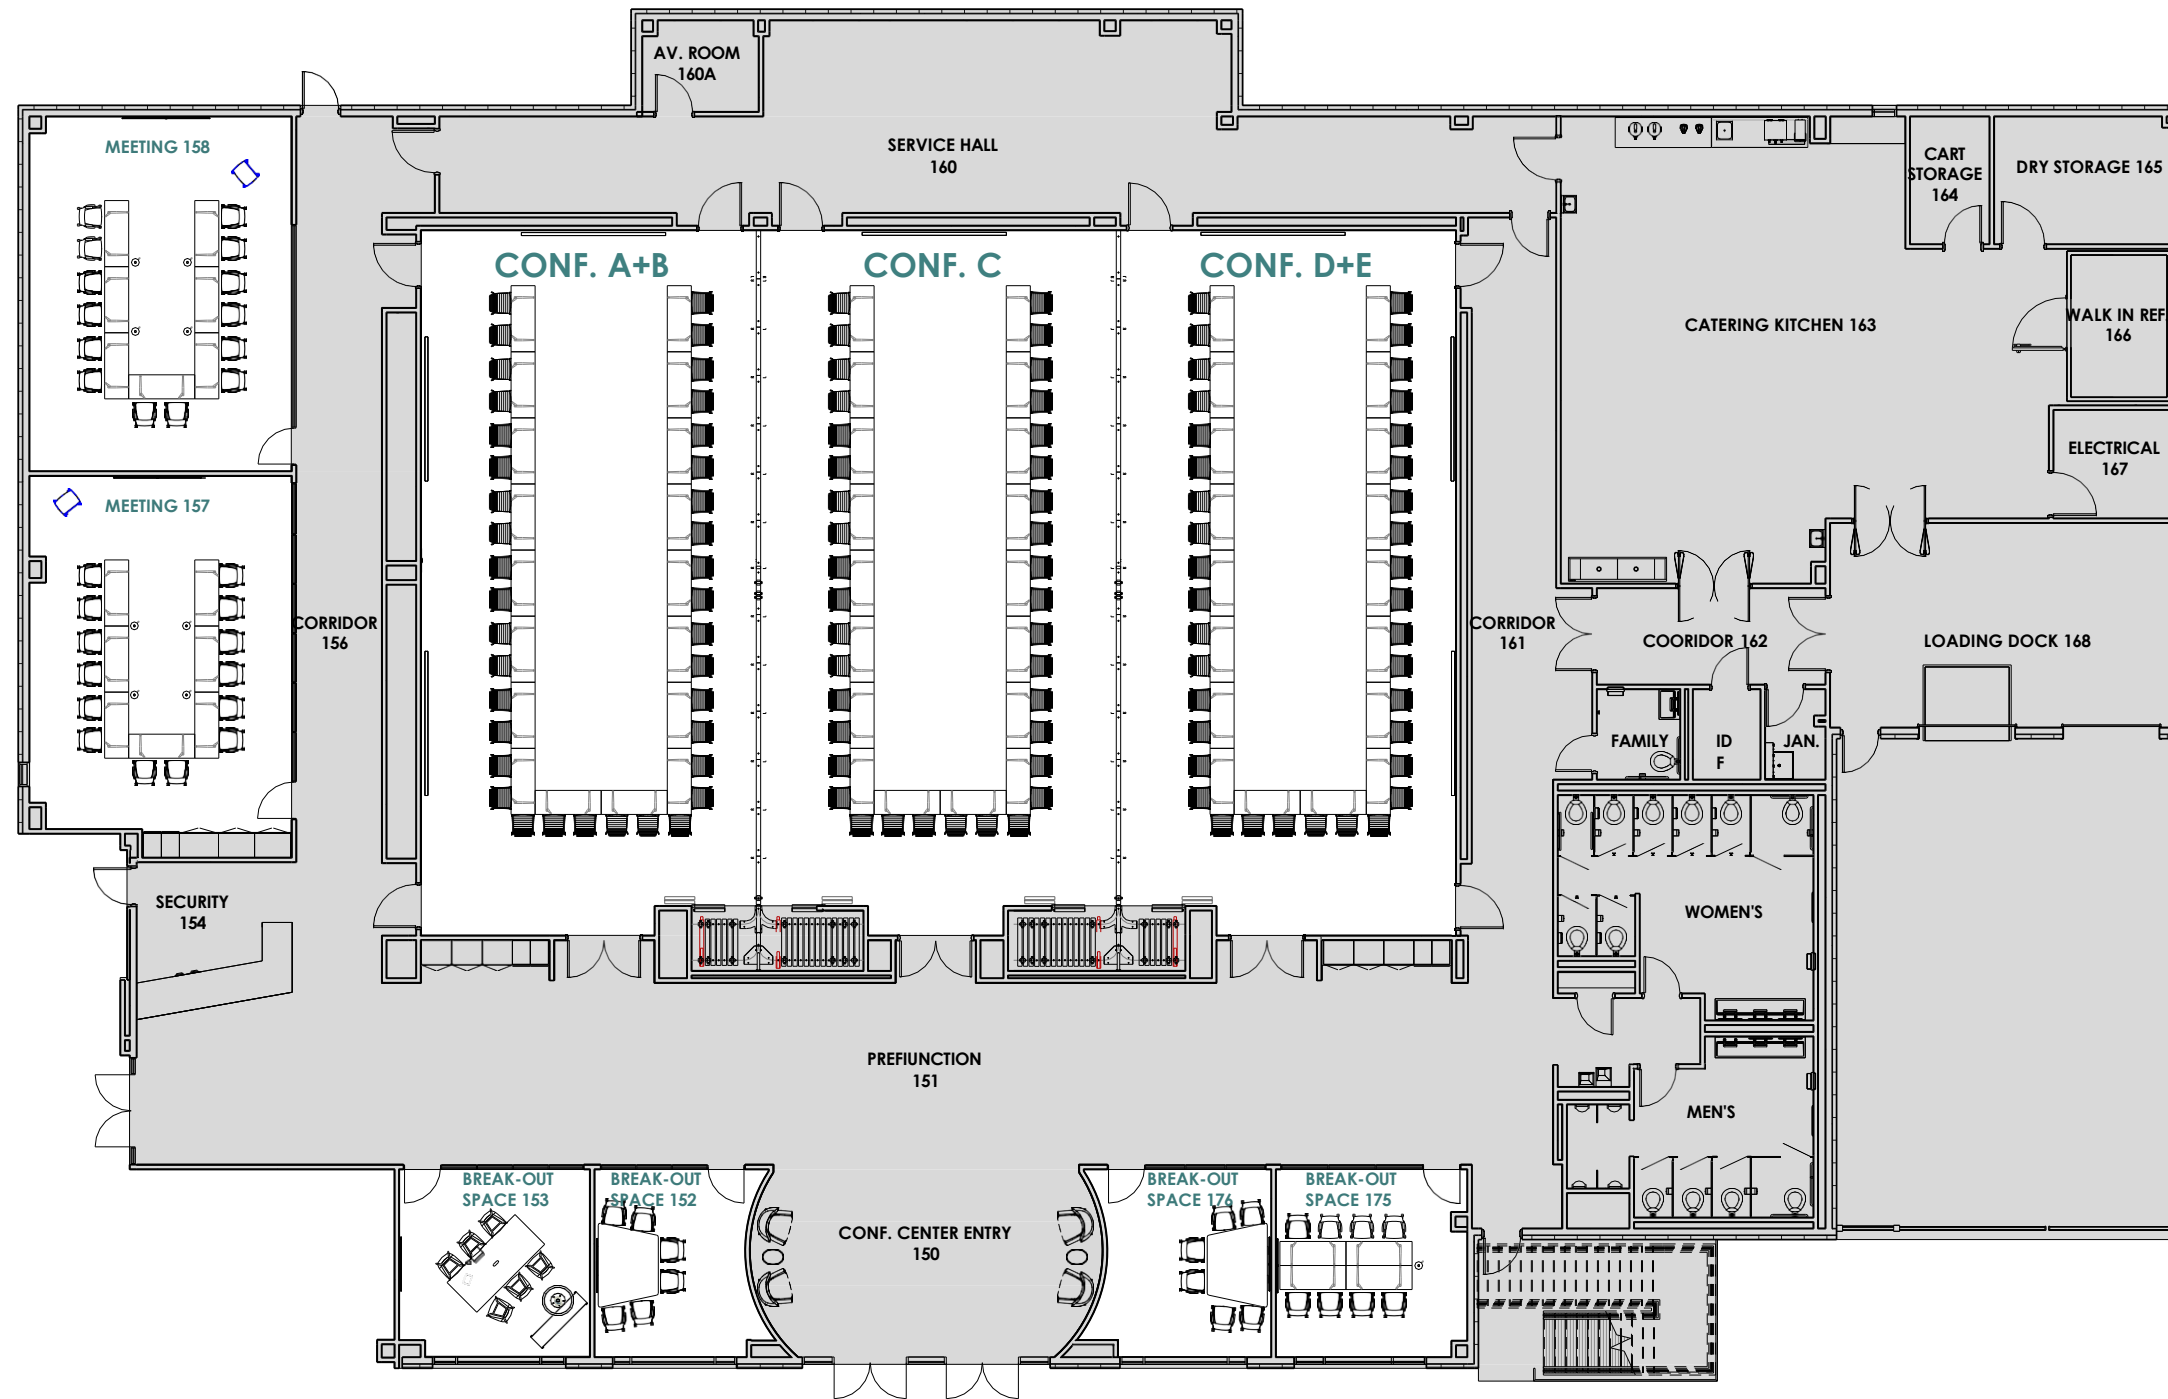 AV. ROOM
160A
MEETING 158
SERVICE HALL
160
CART
STORAGE
164
DRY STORAGE 165
CONF. A+B
CONF. C
CONF. D+E
CATERING KITCHEN 163
WALK IN REF.
166
ELECTRICAL
167
MEETING 157
CORRIDOR
156
CORRIDOR
161
COORIDOR 162
LOADING DOCK 168
FAMILY
ID
F
JAN.
SECURITY
154
WOMEN'S
PREFIUNCTION
151
MEN'S
BREAK-OUT
SPACE 153
BREAK-OUT
SPACE 152
BREAK-OUT
SPACE 176
BREAK-OUT
SPACE 175
CONF. CENTER ENTRY
150